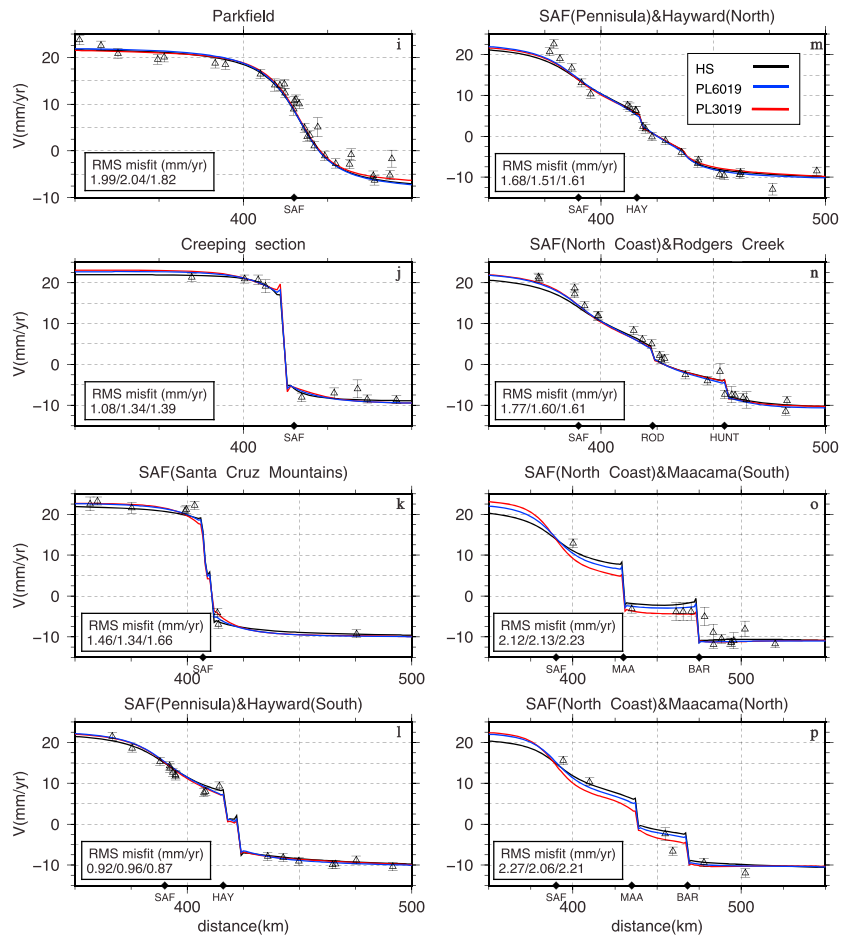 Parkfield
i
20
10
0
−10
V(mm/yr)
RMS misfit (mm/yr)
1.99/2.04/1.82
400
SAF
Creeping section
j
20
10
0
−10
V(mm/yr)
RMS misfit (mm/yr)
1.08/1.34/1.39
400
SAF
SAF(Santa Cruz Mountains)
k
20
10
0
−10
V(mm/yr)
RMS misfit (mm/yr)
1.46/1.34/1.66
400
500
SAF
SAF(Pennisula)&Hayward(South)
l
20
10
0
−10
V(mm/yr)
RMS misfit (mm/yr)
0.92/0.96/0.87
SAF
HAY
400
500
distance(km)
SAF(Pennisula)&Hayward(North)
m
HS
PL6019
PL3019
20
10
0
−10
RMS misfit (mm/yr)
1.68/1.51/1.61
SAF
HAY
400
500
SAF(North Coast)&Rodgers Creek
n
20
10
0
−10
RMS misfit (mm/yr)
1.77/1.60/1.61
SAF
ROD
HUNT
400
500
SAF(North Coast)&Maacama(South)
o
20
10
0
−10
RMS misfit (mm/yr)
2.12/2.13/2.23
SAF
MAA
BAR
400
500
SAF(North Coast)&Maacama(North)
p
20
10
0
−10
RMS misfit (mm/yr)
2.27/2.06/2.21
SAF
MAA
BAR
400
500
distance(km)